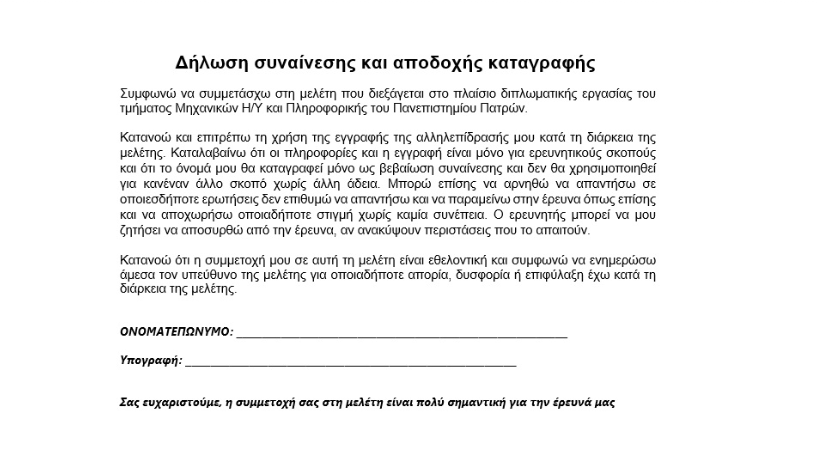 Δήλωση συναίνεσης και αποδοχής καταγραφής
Συμφωνώ να συμμετάσχω στη μελέτη που διεξάγεται στο πλαίσιο διπλωματικής εργασίας του
τμήματος Μηχανικών Η/Υ και Πληροφορικής του Πανεπιστημίου Πατρών.
Κατανοώ και επιτρέπω τη χρήση της εγγραφής της αλληλεπίδρασής μου κατά τη διάρκεια της
μελέτης. Καταλαβαίνω ότι οι πληροφορίες και η εγγραφή είναι μόνο για ερευνητικούς σκοπούς
και ότι το όνομά μου θα καταγραφεί μόνο ως βεβαίωση συναίνεσης και δεν θα χρησιμοποιηθεί
για κανέναν άλλο σκοπό χωρίς άλλη άδεια. Μπορώ επίσης να αρνηθώ να απαντήσω σε
οποιεσδήποτε ερωτήσεις δεν επιθυμώ να απαντήσω και να παραμείνω στην έρευνα όπως επίσης
και να αποχωρήσω οποιαδήποτε στιγμή χωρίς καμία συνέπεια. Ο ερευνητής μπορεί να μου
ζητήσει να αποσυρθώ από την έρευνα, αν ανακύψουν περιστάσεις που το απαιτούν.
Κατανοώ ότι η συμμετοχή μου σε αυτή τη μελέτη είναι εθελοντική και συμφωνώ να ενημερώσω
άμεσα τον υπεύθυνο της μελέτης για οποιαδήποτε απορία, δυσφορία ή επιφύλαξη έχω κατά τη
διάρκεια της μελέτης.
ΟΝΟΜΑΤΕΠΩΝΥΜΟ: ____________________________________________________
Υπογραφή: ____________________________________________________
Σας ευχαριστούμε, η συμμετοχή σας στη μελέτη είναι πολύ σημαντική για την έρευνά μας